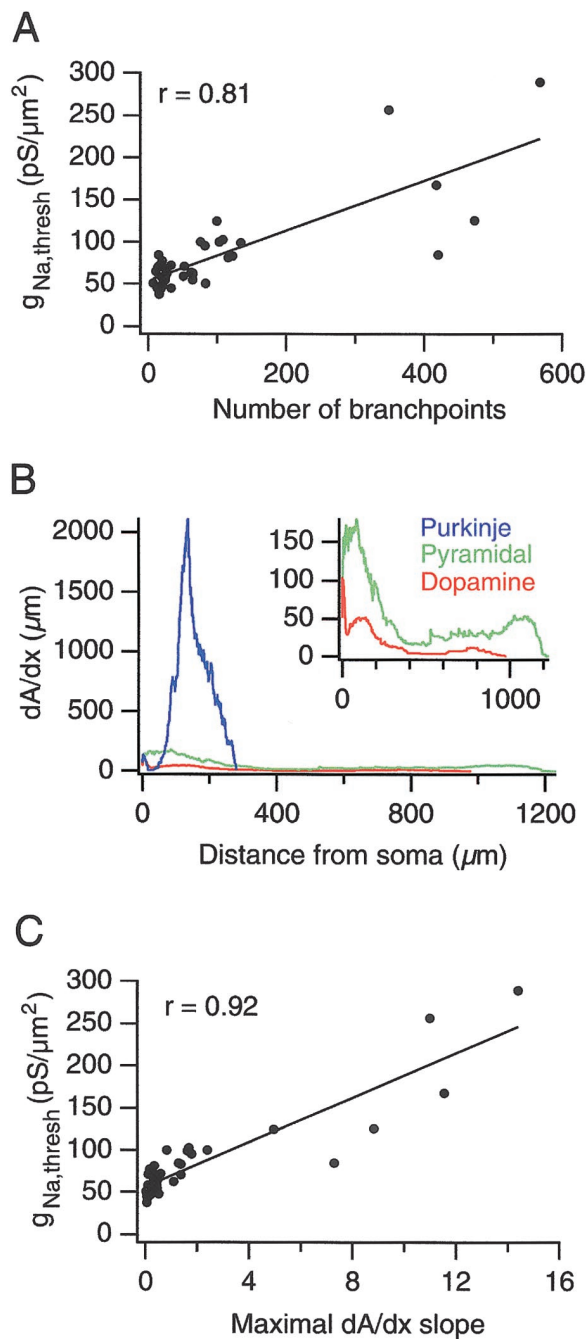 A
r = 0.81
300
250
200
150
100
50
0
gNa,thresh (pS/µm²)
0 200 400 600
Number of branchpoints
B
2000
1500
1000
500
0
dA/dx (µm)
150
100
50
0
0 1000
Purkinje
Pyramidal
Dopamine
0 400 800 1200
Distance from soma (µm)
C
r = 0.92
300
250
200
150
100
50
0
gNa,thresh (pS/µm²)
0 4 8 12 16
Maximal dA/dx slope